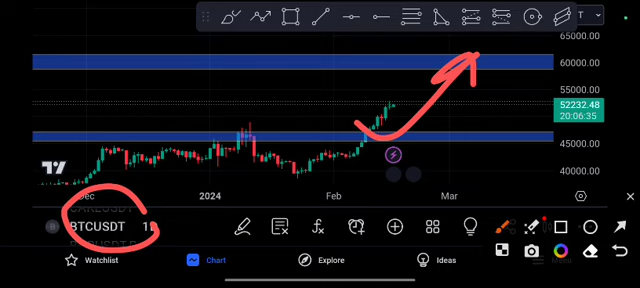 T
65000.00
60000.00
55000.00
52232.48
20:06:35
45000.00
40000.00
Dec 2024 Feb Mar
BTCUSDT
Watchlist Chart Explore Ideas Menu